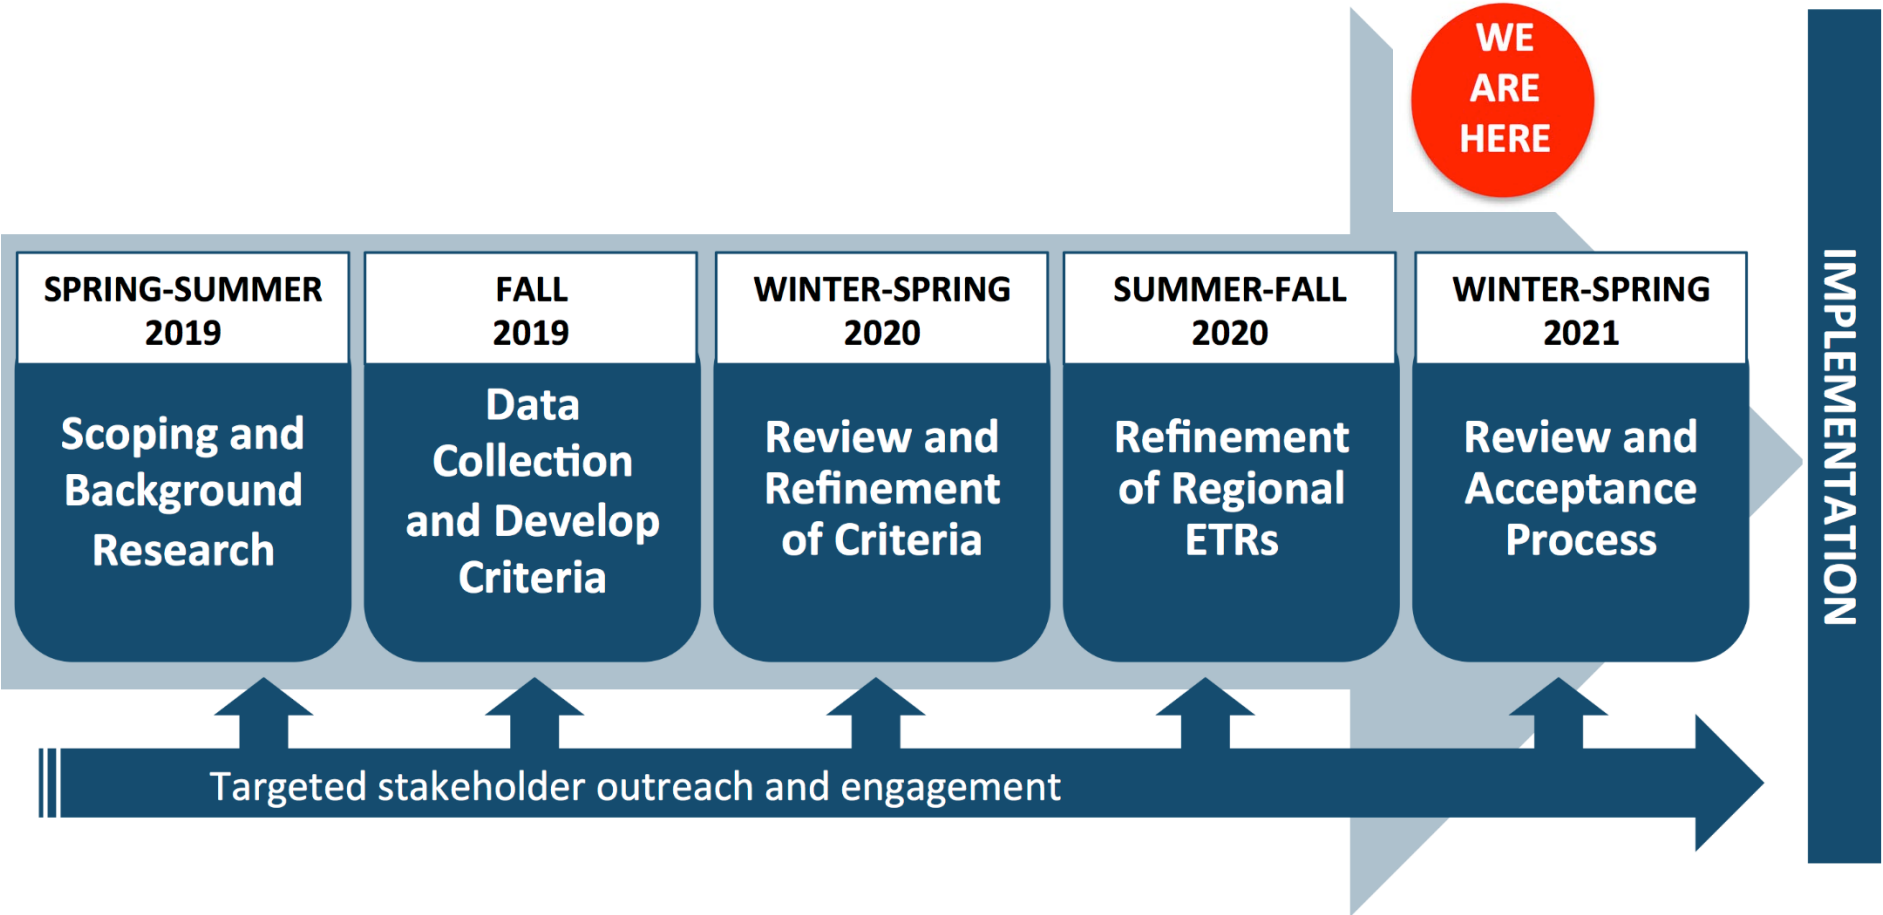 WE
ARE
HERE
SPRING-SUMMER
2019
Scoping and
Background
Research
FALL
2019
Data
Collection
and Develop
Criteria
WINTER-SPRING
2020
Review and
Refinement
of Criteria
SUMMER-FALL
2020
Refinement
of Regional
ETRs
WINTER-SPRING
2021
Review and
Acceptance
Process
IMPLEMENTATION
Targeted stakeholder outreach and engagement